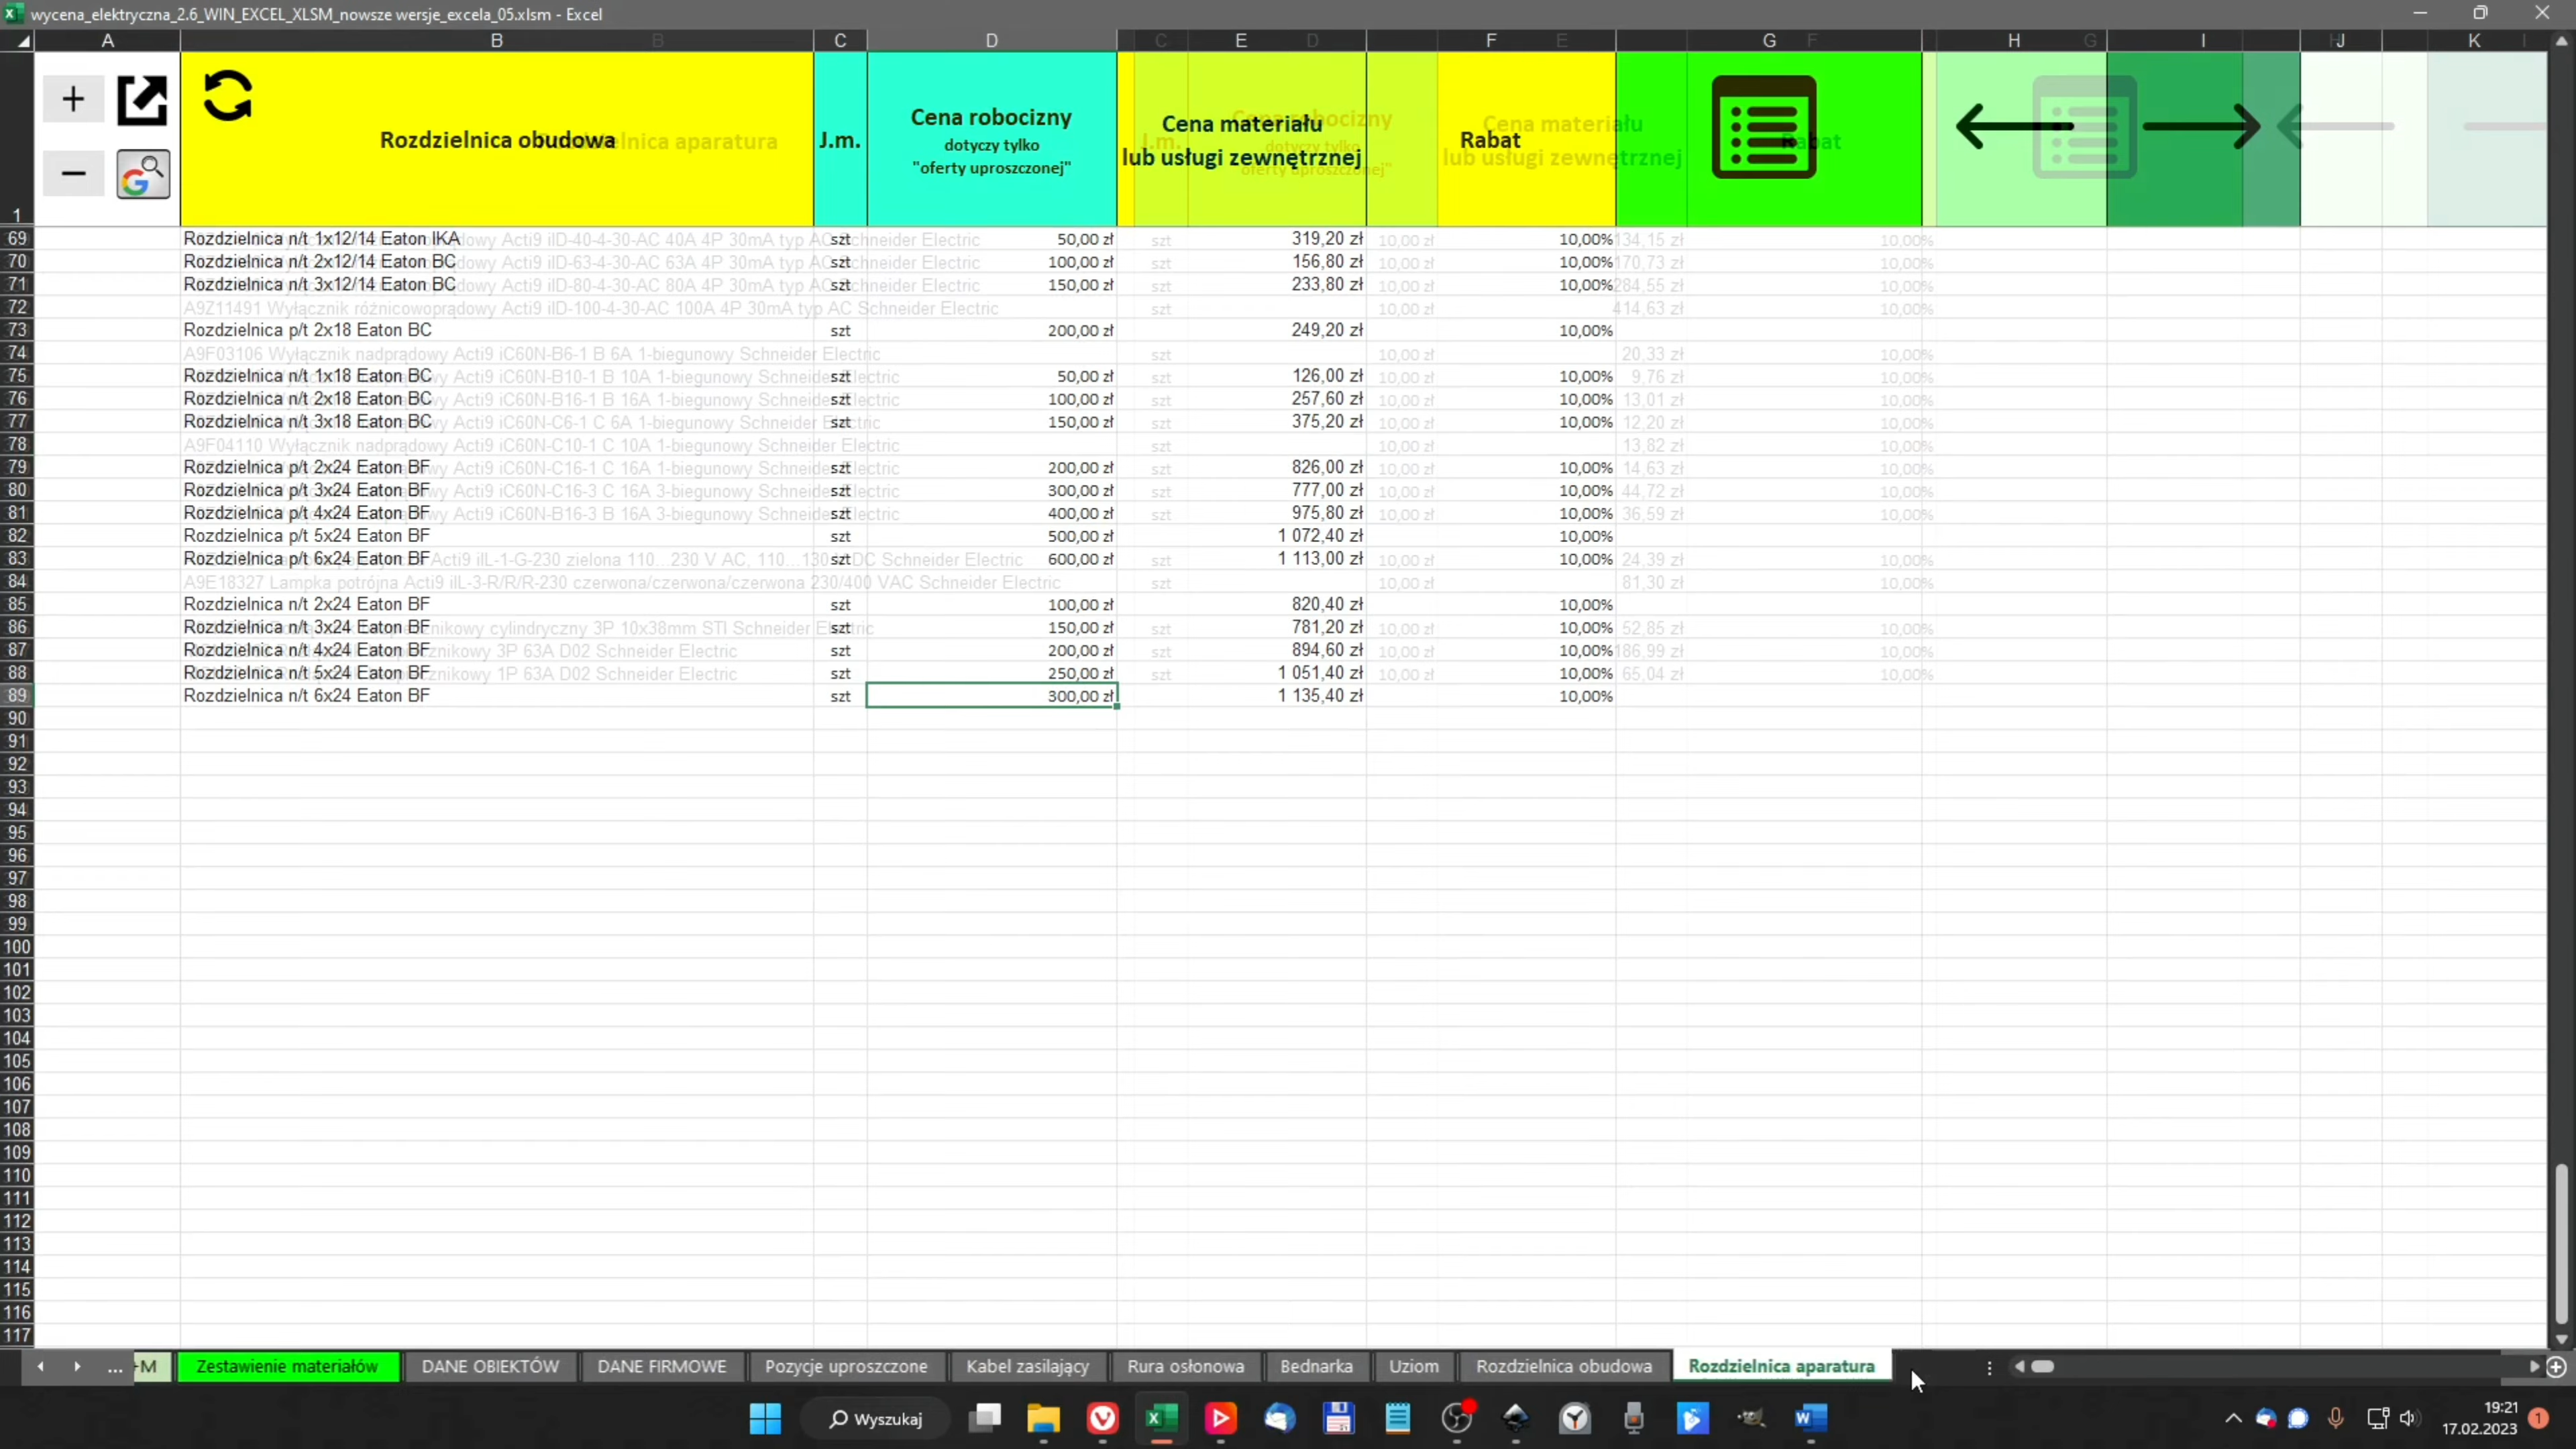 wycena_elektryczna_2.6_WIN_EXCEL_XLSM_nowsze wersje_excela_05.xlsm - Excel
A B C D E F G H I J K
1 Rozdzielnica obudowa J.m. Cena robocizny dotyczy tylko "oferty uproszczonej" Cena materiału lub usługi zewnętrznej Rabat
Rozdzielnica aparatura J.m. Cena robocizny dotyczy tylko oferty uproszczonej" Cena materiału lub usługi zewnętrznej Rabat
69 Rozdzielnica n/t 1x12/14 Eaton IKA szt 50,00 zł 319,20 zł 10,00%
Acti9 iID-40-4-30-AC 40A 4P 30mA typ AC Schneider Electric szt 10,00 zł 134,15 zł 10,00%
70 Rozdzielnica n/t 2x12/14 Eaton BC szt 100,00 zł 156,80 zł 10,00%
Acti9 iID-63-4-30-AC 63A 4P 30mA typ AC Schneider Electric szt 10,00 zł 170,73 zł 10,00%
71 Rozdzielnica n/t 3x12/14 Eaton BC szt 150,00 zł 233,80 zł 10,00%
Acti9 iID-80-4-30-AC 80A 4P 30mA typ AC Schneider Electric szt 10,00 zł 284,55 zł 10,00%
72 A9Z11491 Wyłącznik różnicowoprądowy Acti9 iID-100-4-30-AC 100A 4P 30mA typ AC Schneider Electric szt 10,00 zł 414,63 zł 10,00%
73 Rozdzielnica p/t 2x18 Eaton BC szt 200,00 zł 249,20 zł 10,00%
74 A9F03106 Wyłącznik nadprądowy Acti9 iC60N-B6-1 B 6A 1-biegunowy Schneider Electric szt 10,00 zł 20,33 zł 10,00%
75 Rozdzielnica n/t 1x18 Eaton BC szt 50,00 zł 126,00 zł 10,00%
Acti9 iC60N-B10-1 B 10A 1-biegunowy Schneider Electric szt 10,00 zł 9,76 zł 10,00%
76 Rozdzielnica n/t 2x18 Eaton BC szt 100,00 zł 257,60 zł 10,00%
Acti9 iC60N-B16-1 B 16A 1-biegunowy Schneider Electric szt 10,00 zł 13,01 zł 10,00%
77 Rozdzielnica n/t 3x18 Eaton BC szt 150,00 zł 375,20 zł 10,00%
Acti9 iC60N-C6-1 C 6A 1-biegunowy Schneider Electric szt 10,00 zł 12,20 zł 10,00%
78 A9F04110 Wyłącznik nadprądowy Acti9 iC60N-C10-1 C 10A 1-biegunowy Schneider Electric szt 10,00 zł 13,82 zł 10,00%
79 Rozdzielnica p/t 2x24 Eaton BF szt 200,00 zł 826,00 zł 10,00%
Acti9 iC60N-C16-1 C 16A 1-biegunowy Schneider Electric szt 10,00 zł 14,63 zł 10,00%
80 Rozdzielnica p/t 3x24 Eaton BF szt 300,00 zł 777,00 zł 10,00%
Acti9 iC60N-C16-3 C 16A 3-biegunowy Schneider Electric szt 10,00 zł 44,72 zł 10,00%
81 Rozdzielnica p/t 4x24 Eaton BF szt 400,00 zł 975,80 zł 10,00%
Acti9 iC60N-B16-3 B 16A 3-biegunowy Schneider Electric szt 10,00 zł 36,59 zł 10,00%
82 Rozdzielnica p/t 5x24 Eaton BF szt 500,00 zł 1 072,40 zł 10,00%
83 Rozdzielnica p/t 6x24 Eaton BF szt 600,00 zł 1 113,00 zł 10,00%
Acti9 iIL-1-G-230 zielona 110...230 V AC, 110...130 V DC Schneider Electric szt 10,00 zł 24,39 zł 10,00%
84 A9E18327 Lampka potrójna Acti9 iIL-3-R/R/R-230 czerwona/czerwona/czerwona 230/400 VAC Schneider Electric szt 10,00 zł 81,30 zł 10,00%
85 Rozdzielnica n/t 2x24 Eaton BF szt 100,00 zł 820,40 zł 10,00%
86 Rozdzielnica n/t 3x24 Eaton BF szt 150,00 zł 781,20 zł 10,00%
cylindryczny 3P 10x38mm STI Schneider Electric szt 10,00 zł 52,85 zł 10,00%
87 Rozdzielnica n/t 4x24 Eaton BF szt 200,00 zł 894,60 zł 10,00%
3P 63A D02 Schneider Electric szt 10,00 zł 186,99 zł 10,00%
88 Rozdzielnica n/t 5x24 Eaton BF szt 250,00 zł 1 051,40 zł 10,00%
1P 63A D02 Schneider Electric szt 10,00 zł 65,04 zł 10,00%
89 Rozdzielnica n/t 6x24 Eaton BF szt 300,00 zł 1 135,40 zł 10,00%
90
91
92
93
94
95
96
97
98
99
100
101
102
103
104
105
106
107
108
109
110
111
112
113
114
115
116
117
... +M Zestawienie materiałów DANE OBIEKTÓW DANE FIRMOWE Pozycje uproszczone Kabel zasilający Rura osłonowa Bednarka Uziom Rozdzielnica obudowa Rozdzielnica aparatura
Wyszukaj
19:21
17.02.2023
1